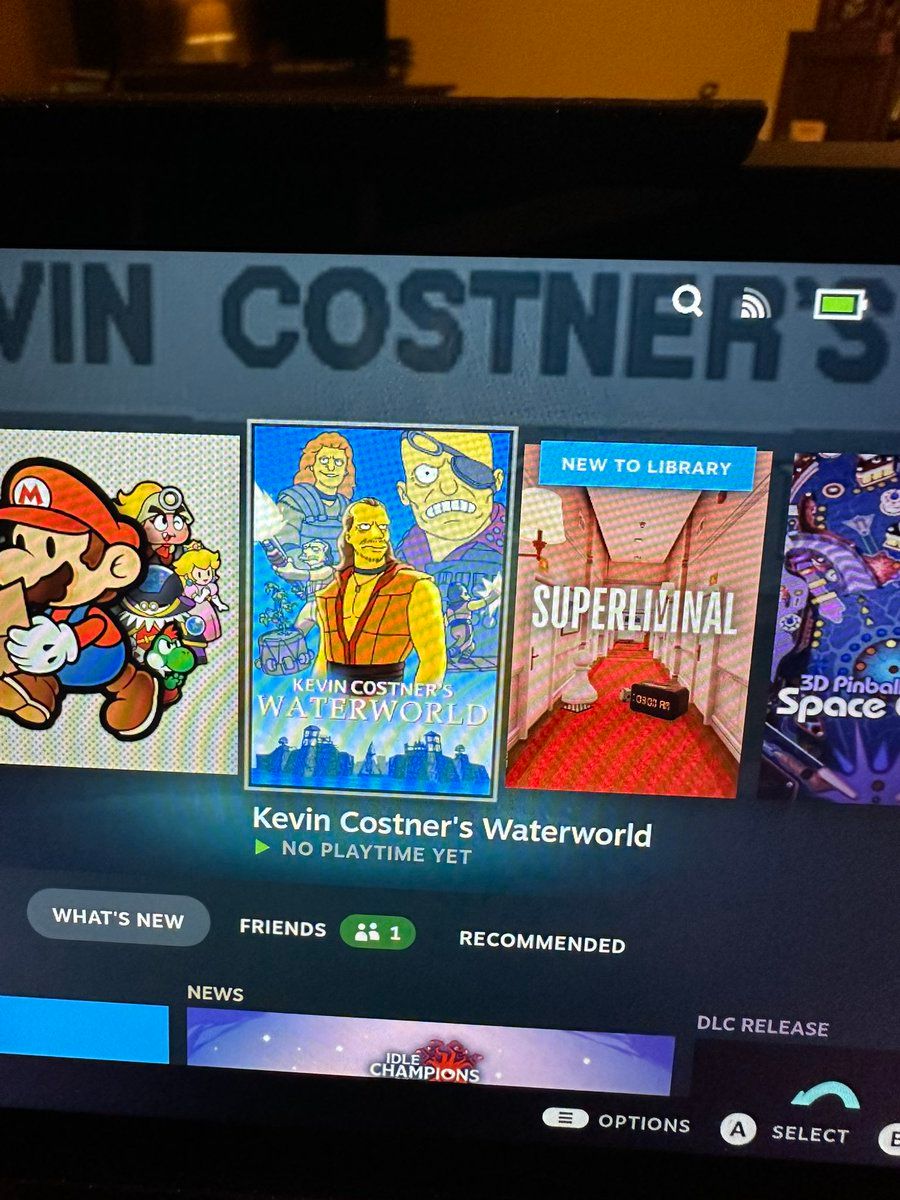 VIN COSTNER'S
M
NEW TO LIBRARY
SUPERLIMINAL
03:00 AM
KEVIN COSTNER'S
WATERWORLD
3D Pinbal
Space
Kevin Costner's Waterworld
NO PLAYTIME YET
WHAT'S NEW
FRIENDS
1
RECOMMENDED
NEWS
DLC RELEASE
IDLE
CHAMPIONS
OPTIONS
A
SELECT
B